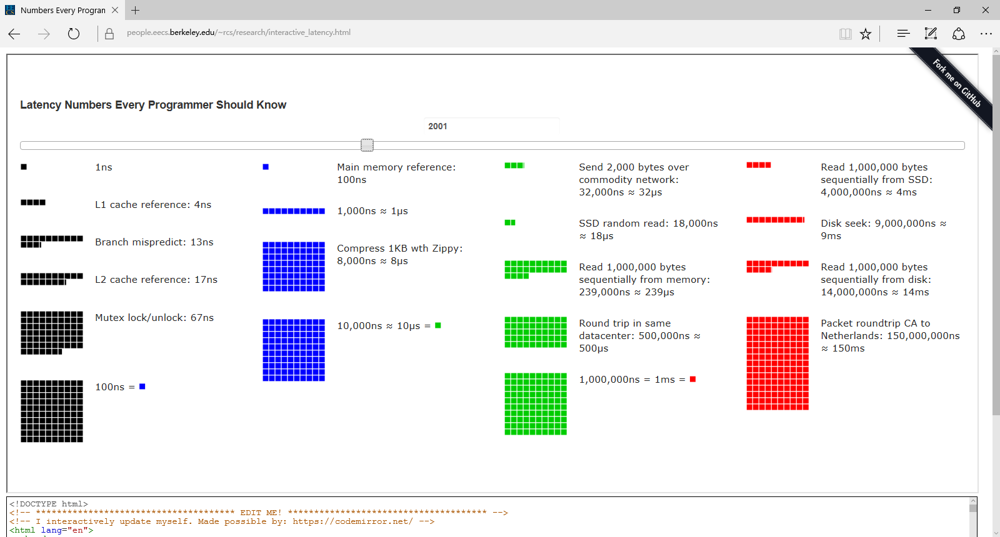 Numbers Every Progran
people.eecs.berkeley.edu/~rcs/research/interactive_latency.html
Fork me on GitHub
Latency Numbers Every Programmer Should Know
2001
1ns
L1 cache reference: 4ns
Branch mispredict: 13ns
L2 cache reference: 17ns
Mutex lock/unlock: 67ns
100ns =
Main memory reference:
100ns
1,000ns ≈ 1µs
Compress 1KB wth Zippy:
8,000ns ≈ 8µs
10,000ns ≈ 10µs =
Send 2,000 bytes over
commodity network:
32,000ns ≈ 32µs
SSD random read: 18,000ns
≈ 18µs
Read 1,000,000 bytes
sequentially from memory:
239,000ns ≈ 239µs
Round trip in same
datacenter: 500,000ns ≈
500µs
1,000,000ns = 1ms =
Read 1,000,000 bytes
sequentially from SSD:
4,000,000ns ≈ 4ms
Disk seek: 9,000,000ns ≈
9ms
Read 1,000,000 bytes
sequentially from disk:
14,000,000ns ≈ 14ms
Packet roundtrip CA to
Netherlands: 150,000,000ns
≈ 150ms
<!DOCTYPE html>
<!-- ************************************** EDIT ME! ************************************** -->
<!-- I interactively update myself. Made possible by: https://codemirror.net/ -->
<html lang="en">